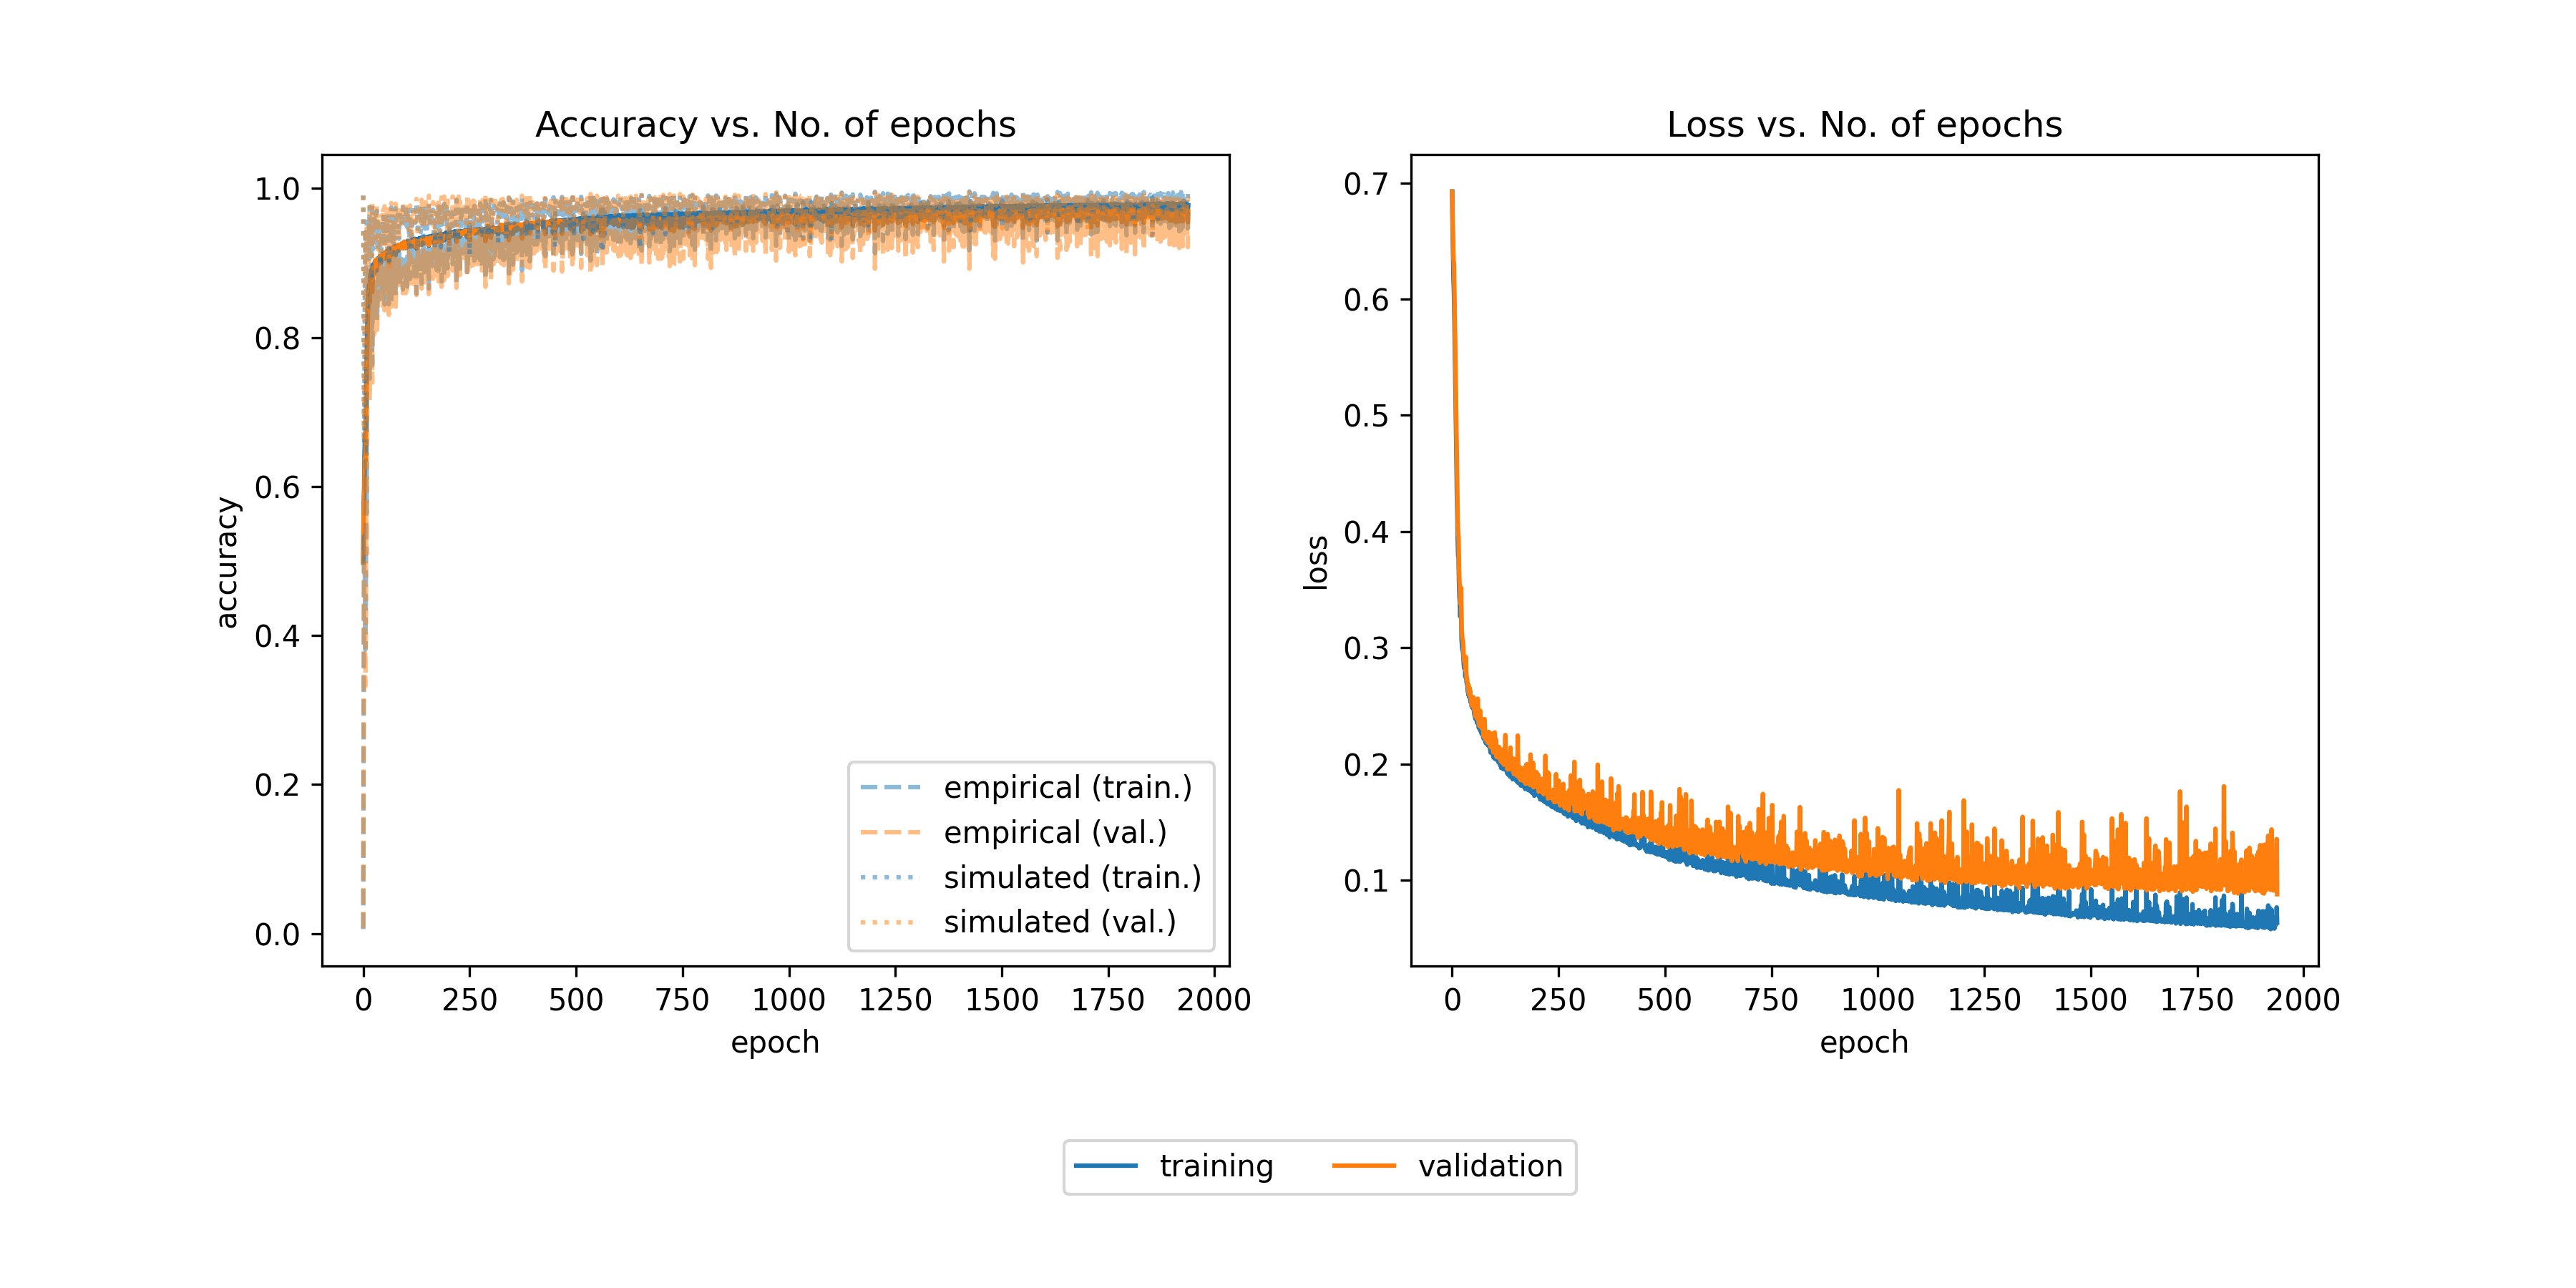 Accuracy vs. No. of epochs
1.0
0.8
0.6
0.4
0.2
0.0
accuracy
0 250 500 750 1000 1250 1500 1750 2000
epoch
empirical (train.)
empirical (val.)
simulated (train.)
simulated (val.)
Loss vs. No. of epochs
0.7
0.6
0.5
0.4
0.3
0.2
0.1
loss
0 250 500 750 1000 1250 1500 1750 2000
epoch
training validation